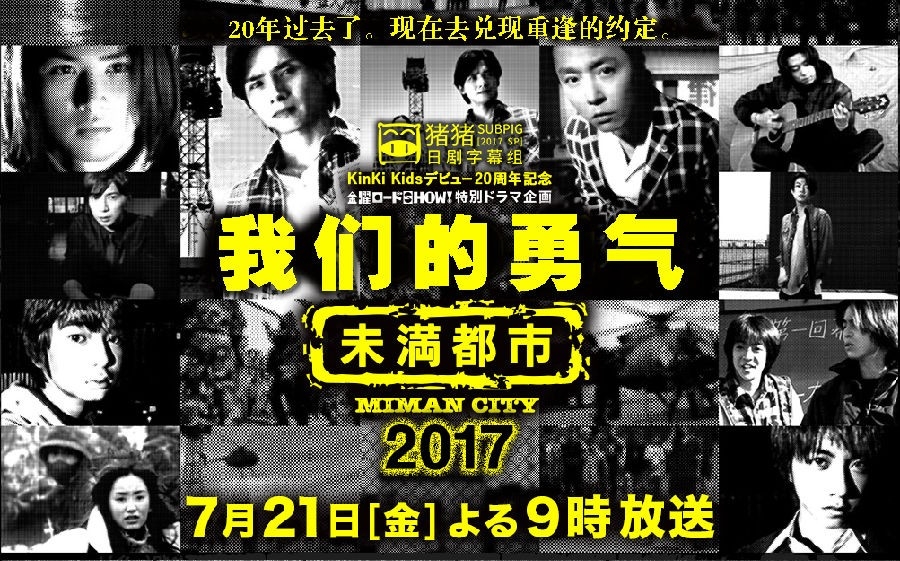 20年过去了。现在去兑现重逢的约定。
猪猪 SUBPIG
[2017 SP]
日剧字幕组
KinKi Kidsデビュー20周年記念
金曜ロードSHOW!特別ドラマ企画
我们的勇气
未満都市
MIMAN CITY
2017
第一回
7月21日[金]よる9時放送